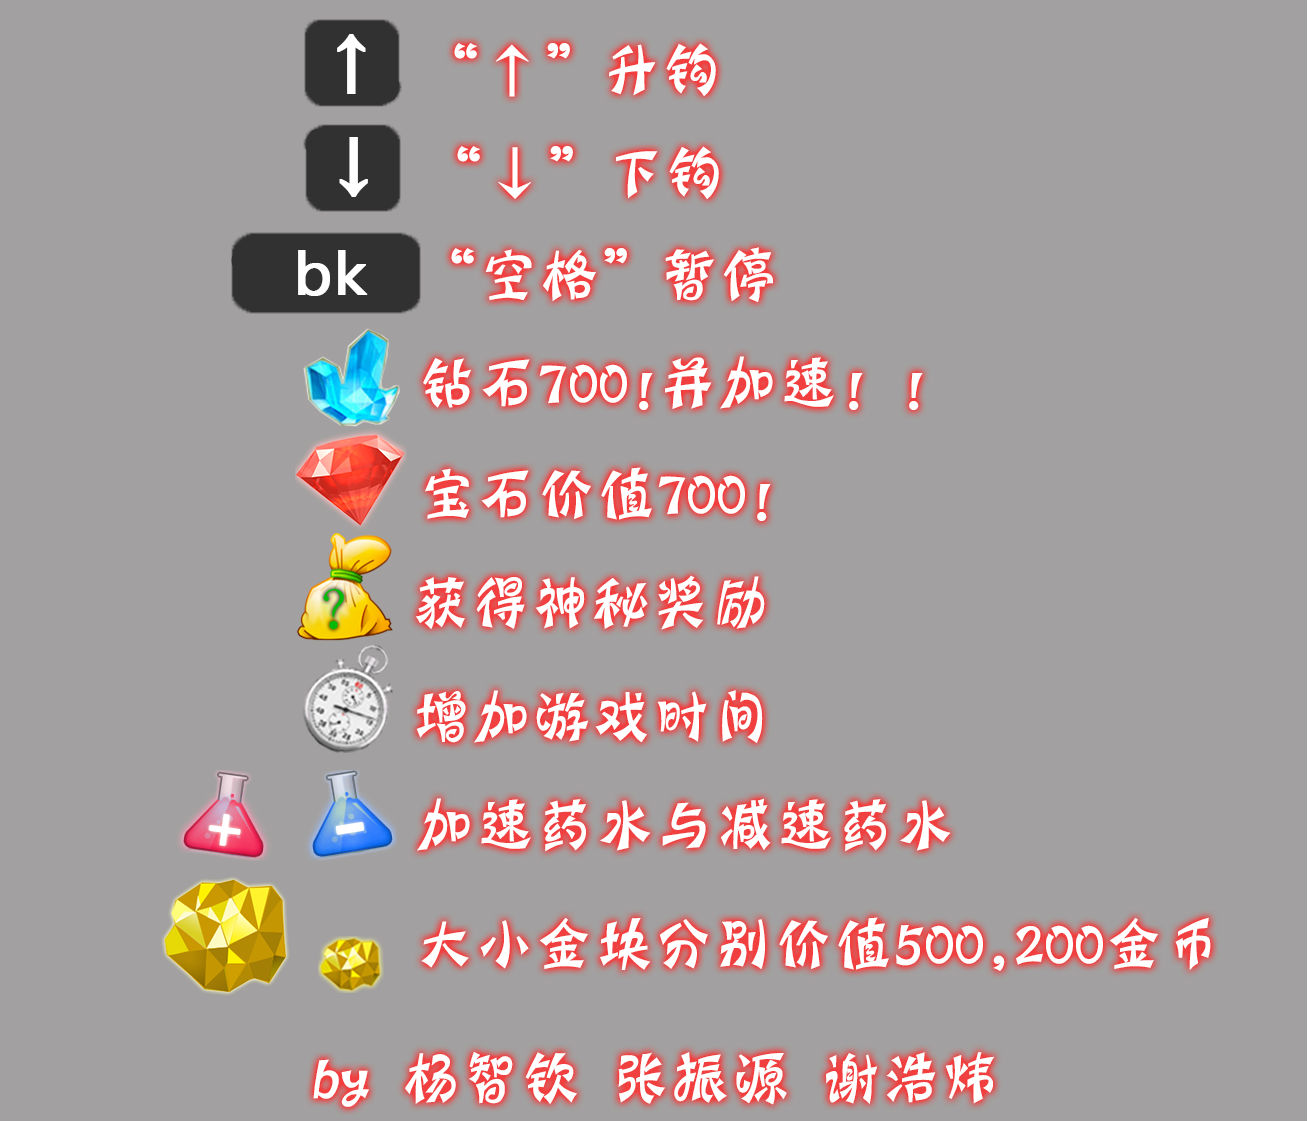 ↑ “↑”升钩
↓ “↓”下钩
bk “空格”暂停
钻石700!并加速！！
宝石价值700!
? 获得神秘奖励
增加游戏时间
+ - 加速药水与减速药水
大小金块分别价值500,200金币
by 杨智钦 张振源 谢浩炜